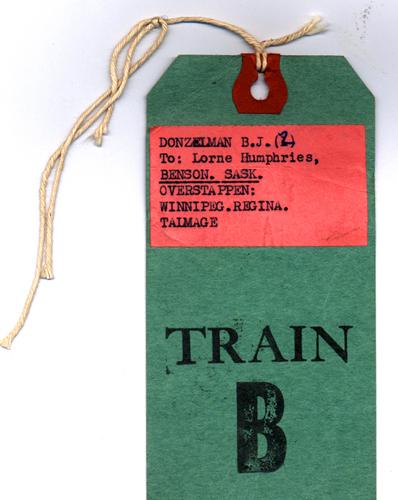 DONZELMAN B.J.(2)
To: Lorne Humphries,
BENSON. SASK.
OVERSTAPPEN:
WINNIPEG.REGINA.
TALMAGE
TRAIN
B